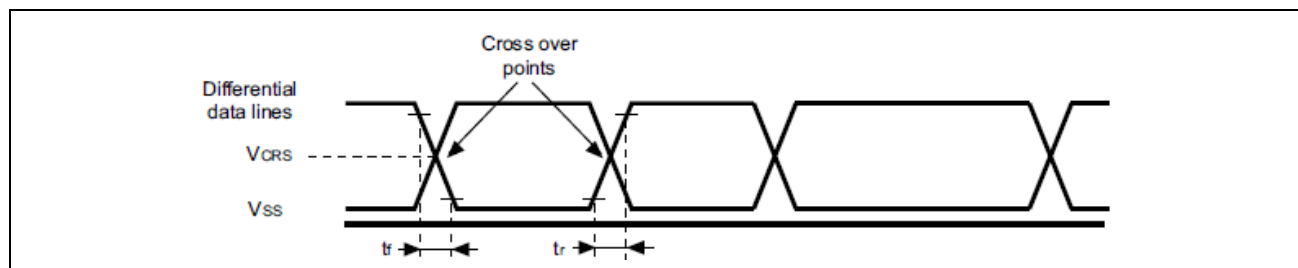 Cross over
points
Differential
data lines
VCRS
VSS
tf
tr